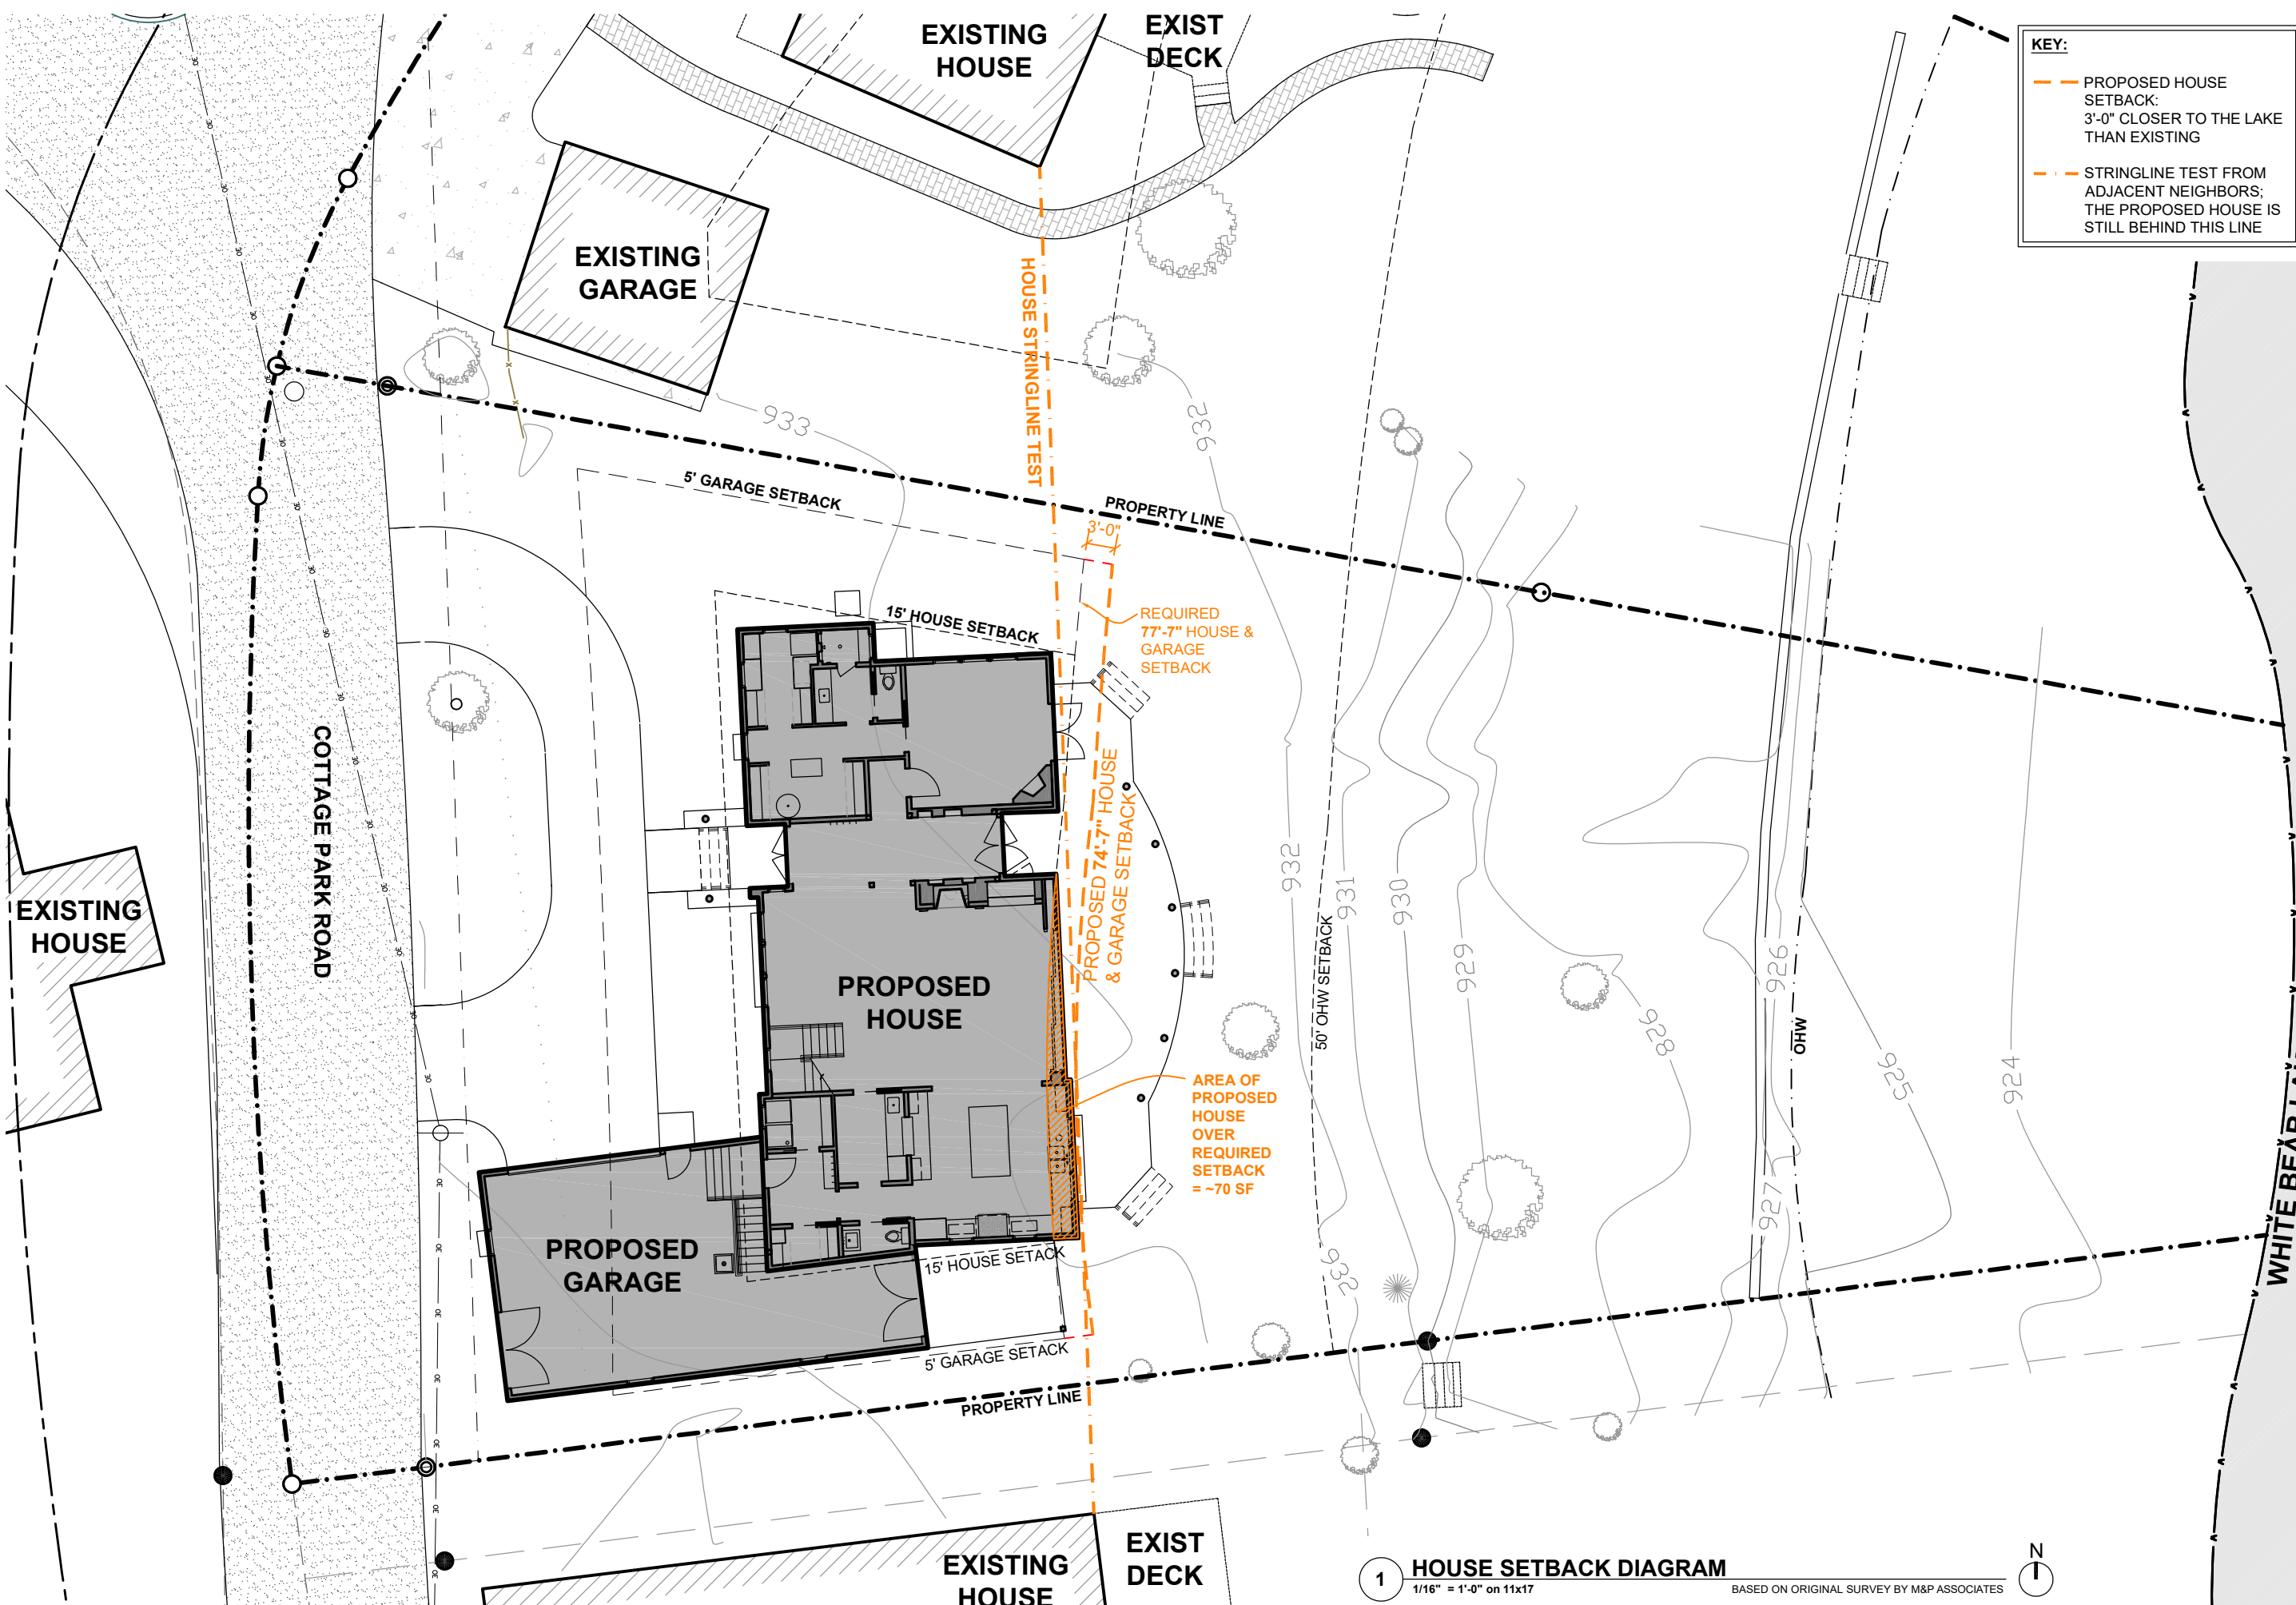 EXISTING
HOUSE
EXIST
DECK
KEY:
PROPOSED HOUSE
SETBACK:
3'-0" CLOSER TO THE LAKE
THAN EXISTING
STRINGLINE TEST FROM
ADJACENT NEIGHBORS;
THE PROPOSED HOUSE IS
STILL BEHIND THIS LINE
EXISTING
GARAGE
HOUSE STRINGLINE TEST
933
932
5' GARAGE SETBACK
PROPERTY LINE
3'-0"
15' HOUSE SETBACK
REQUIRED
77'-7" HOUSE &
GARAGE
SETBACK
COTTAGE PARK ROAD
PROPOSED 74'-7" HOUSE
& GARAGE SETBACK
EXISTING
HOUSE
PROPOSED
HOUSE
932
931
930
929
928
50' OHW SETBACK
926
OHW
925
924
AREA OF
PROPOSED
HOUSE
OVER
REQUIRED
SETBACK
= ~70 SF
927
932
WHITE BEAR
PROPOSED
GARAGE
15' HOUSE SETACK
5' GARAGE SETACK
PROPERTY LINE
EXISTING
HOUSE
EXIST
DECK
1
HOUSE SETBACK DIAGRAM
1/16" = 1'-0" on 11x17
BASED ON ORIGINAL SURVEY BY M&P ASSOCIATES
N